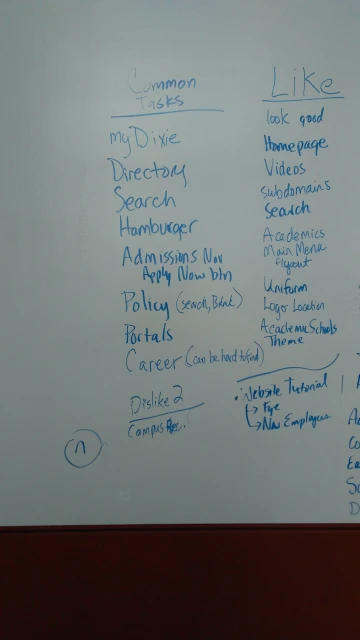 Common
Tasks
myDixie
Directory
Search
Hamburger
Admissions Nav
Apply Now btn
Policy (search, Blank)
Portals
Career (can be hard to find)
Dislike 2
Campus
n
Like
look good
Homepage
Videos
Subdomains
Search
Academics
Main Menu
flyout
Uniform
Logo Location
Academic Schools
Theme
• Website Tutorial
↳ Fye
↳ New Employees